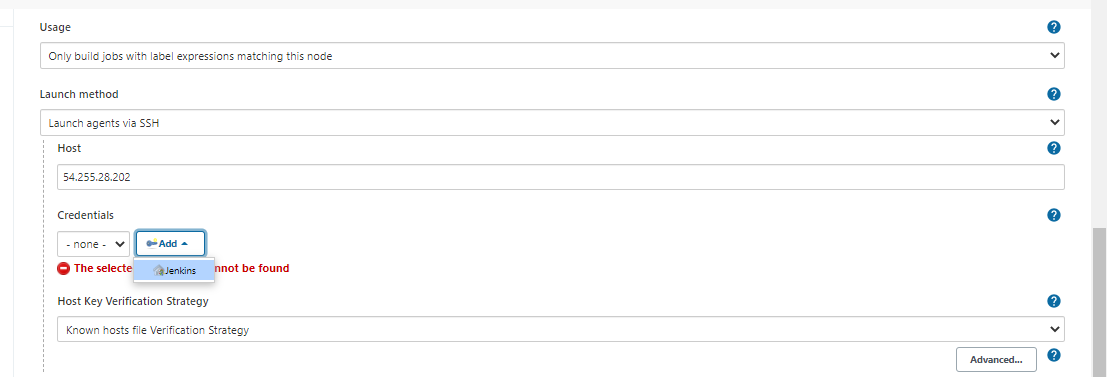 Usage
Only build jobs with label expressions matching this node
Launch method
Launch agents via SSH
Host
54.255.28.202
Credentials
- none -
Add
The selecte nnot be found
Jenkins
Host Key Verification Strategy
Known hosts file Verification Strategy
Advanced...